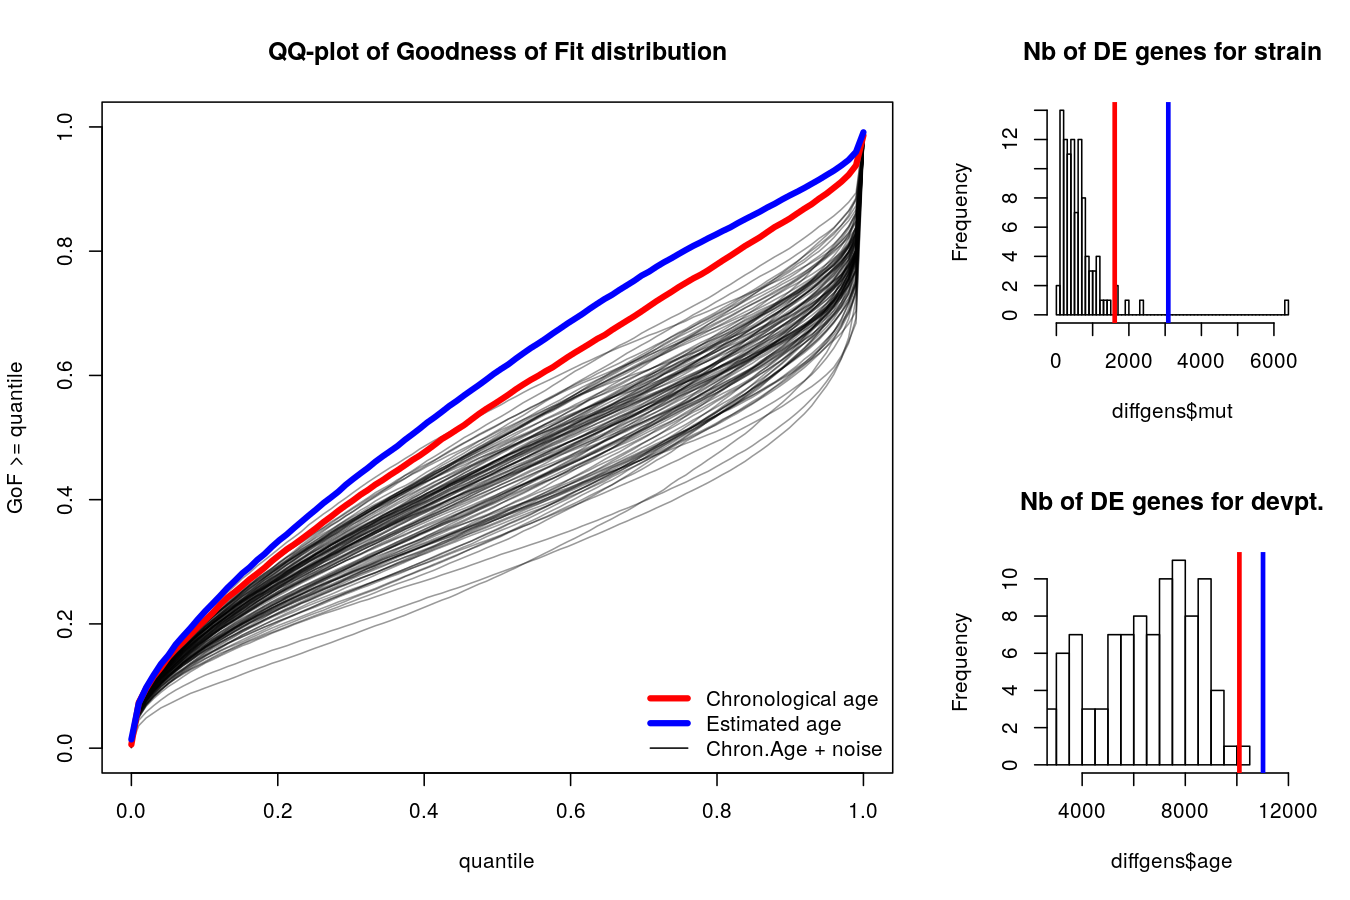 QQ-plot of Goodness of Fit distribution
GoF >= quantile
1.0
0.8
0.6
0.4
0.2
0.0
Chronological age
Estimated age
Chron.Age + noise
0.0 0.2 0.4 0.6 0.8 1.0
quantile
Nb of DE genes for strain
Frequency
12
8
6
4
2
0
0 2000 4000 6000
diffgens$mut
Nb of DE genes for devpt.
Frequency
10
8
6
4
2
0
4000 8000 12000
diffgens$age